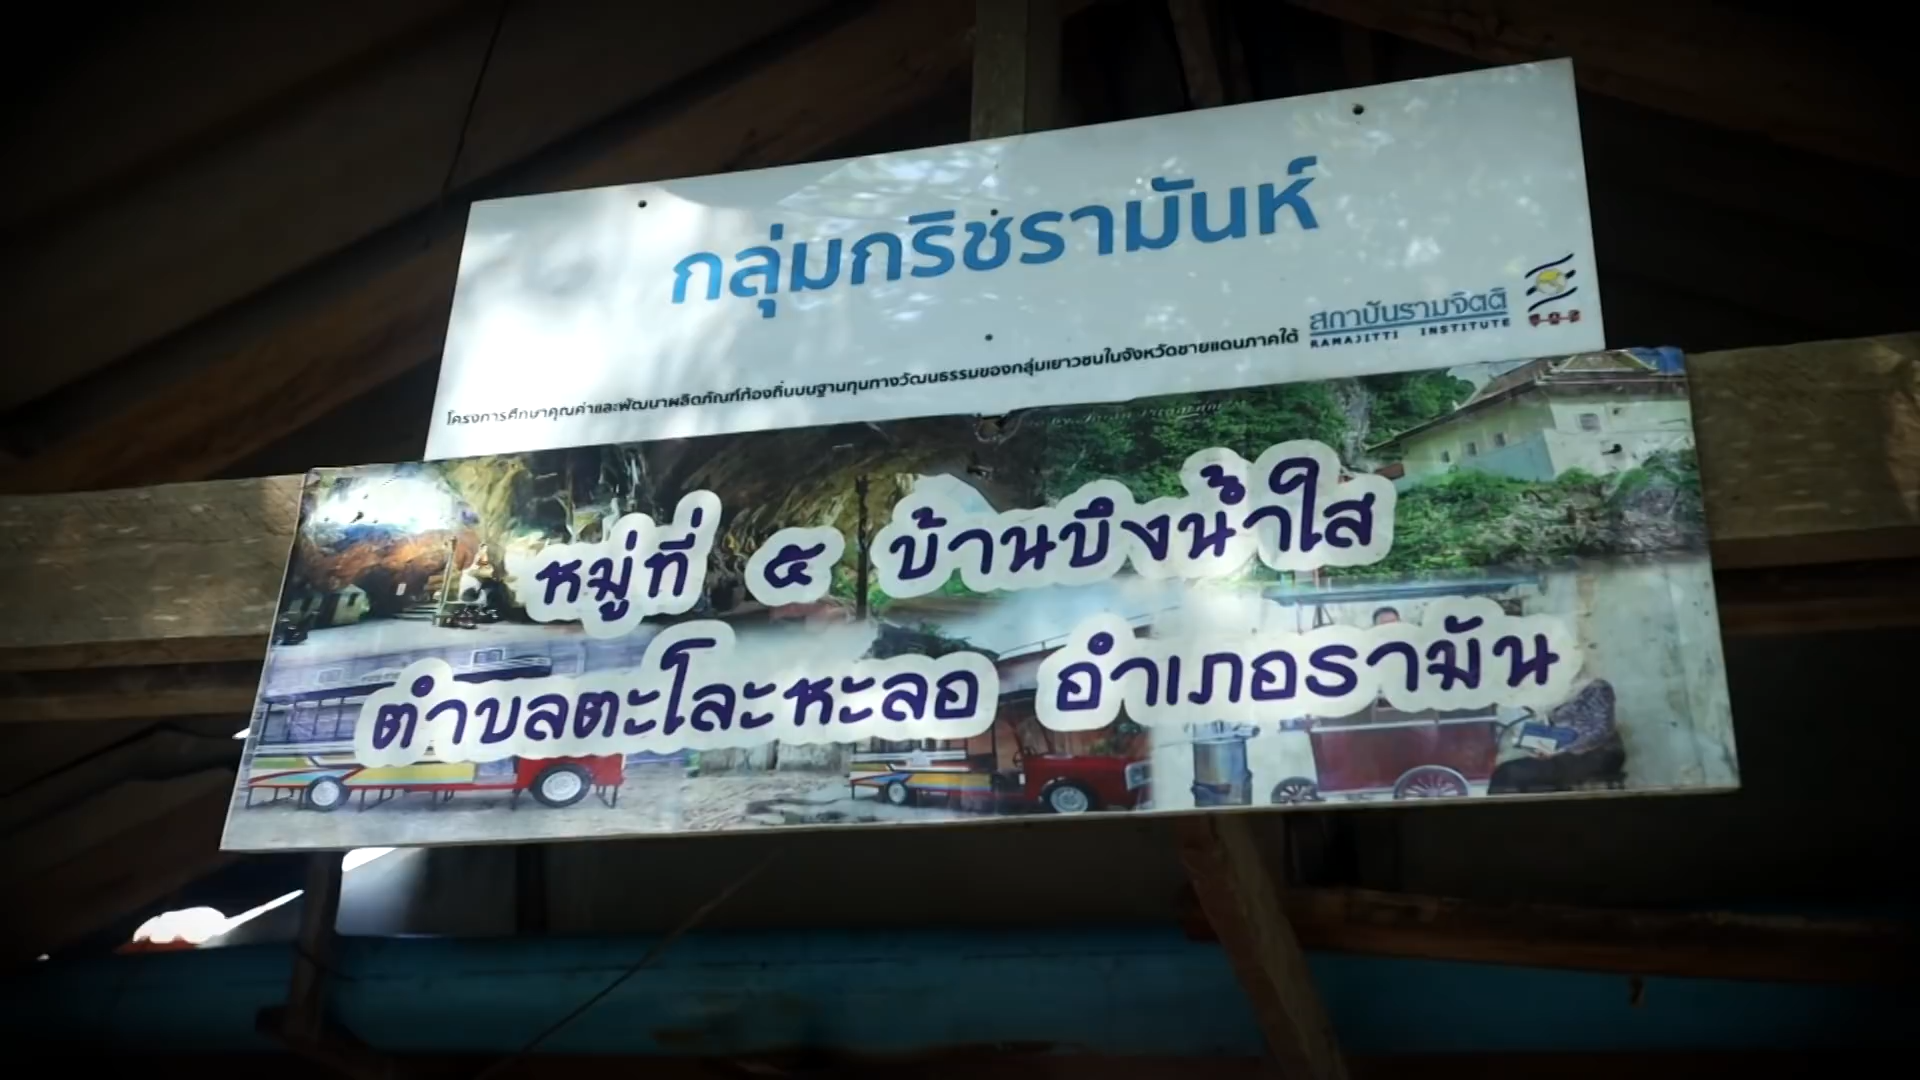 กลุ่มกริชรามันห์
สถาบันรามจิตติ
RAMAJITTI INSTITUTE
โครงการศึกษาคุณค่าและพัฒนาผลิตภัณฑ์ท้องถิ่นบนฐานทุนทางวัฒนธรรมของกลุ่มเยาวชนในจังหวัดชายแดนภาคใต้
หมู่ที่ ๕ บ้านบึงน้ำใส
ตำบลตะโละหะลอ อำเภอรามัน